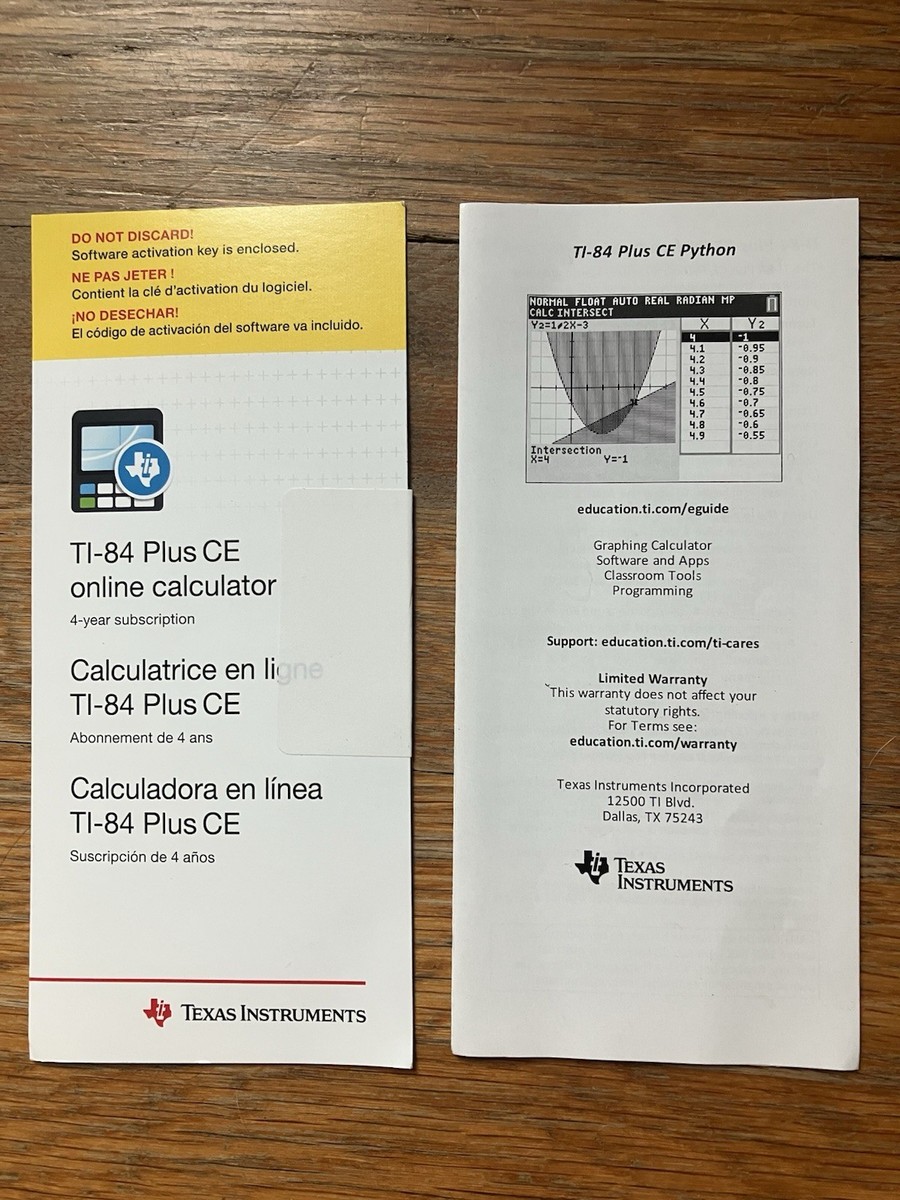 DO NOT DISCARD!
Software activation key is enclosed.
NE PAS JETER !
Contient la clé d'activation du logiciel.
¡NO DESECHAR!
El código de activación del software va incluido.
TI-84 Plus CE
online calculator
4-year subscription
Calculatrice en ligne
TI-84 Plus CE
Abonnement de 4 ans
Calculadora en línea
TI-84 Plus CE
Suscripción de 4 años
TEXAS INSTRUMENTS
TI-84 Plus CE Python
NORMAL FLOAT AUTO REAL RADIAN MP
CALC INTERSECT
Y2=1/2X-3
X Y2
4 -1
4.1 -0.95
4.2 -0.9
4.3 -0.85
4.4 -0.8
4.5 -0.75
4.6 -0.7
4.7 -0.65
4.8 -0.6
4.9 -0.55
Intersection
X=4 Y=-1
education.ti.com/eguide
Graphing Calculator
Software and Apps
Classroom Tools
Programming
Support: education.ti.com/ti-cares
Limited Warranty
This warranty does not affect your
statutory rights.
For Terms see:
education.ti.com/warranty
Texas Instruments Incorporated
12500 TI Blvd.
Dallas, TX 75243
TEXAS
INSTRUMENTS